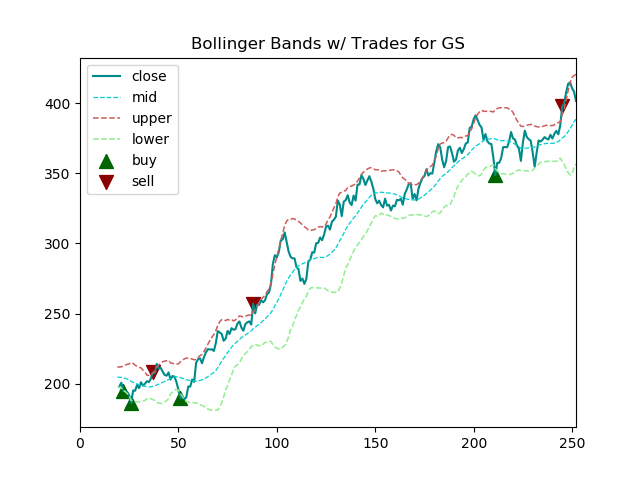 Bollinger Bands w/ Trades for GS
close
mid
upper
lower
buy
sell
400
350
300
250
200
0 50 100 150 200 250